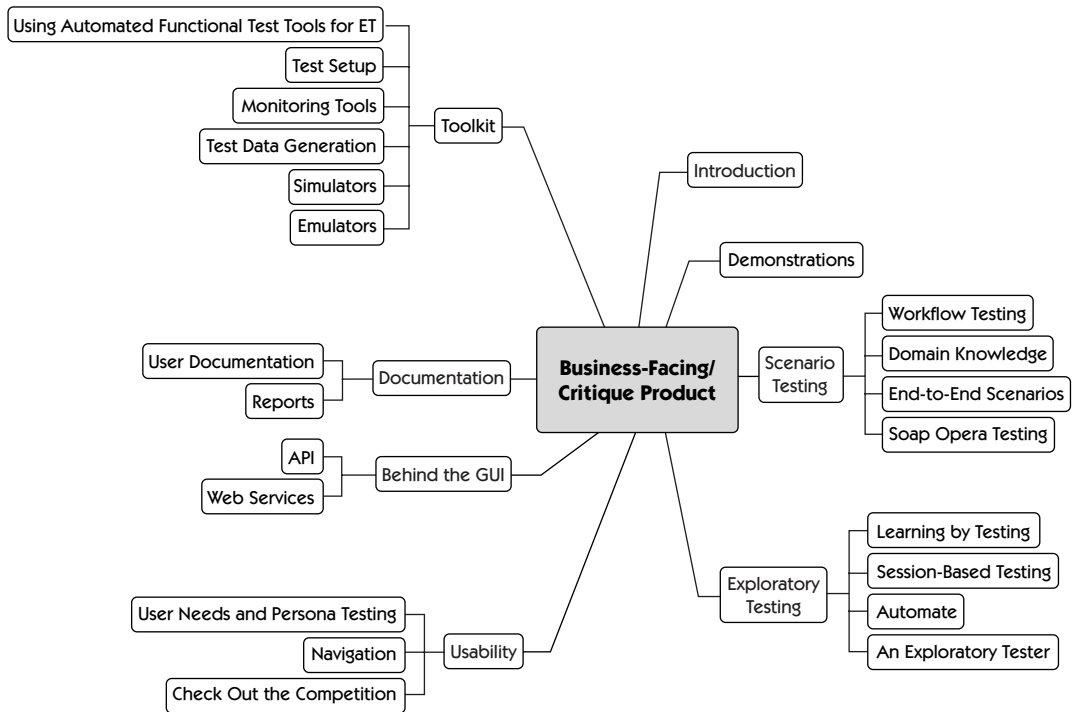 Using Automated Functional Test Tools for ET
Test Setup
Monitoring Tools
Test Data Generation
Simulators
Emulators
Toolkit
Introduction
Demonstrations
Business-Facing/
Critique Product
Scenario
Testing
Workflow Testing
Domain Knowledge
End-to-End Scenarios
Soap Opera Testing
User Documentation
Reports
Documentation
API
Web Services
Behind the GUI
Exploratory
Testing
Learning by Testing
Session-Based Testing
Automate
An Exploratory Tester
User Needs and Persona Testing
Navigation
Check Out the Competition
Usability